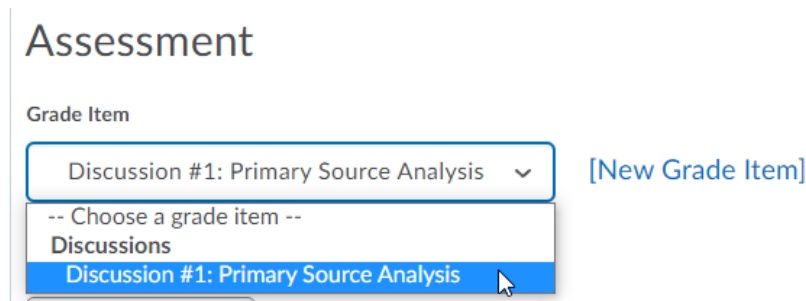 Assessment
Grade Item
Discussion #1: Primary Source Analysis [New Grade Item]
-- Choose a grade item --
Discussions
Discussion #1: Primary Source Analysis